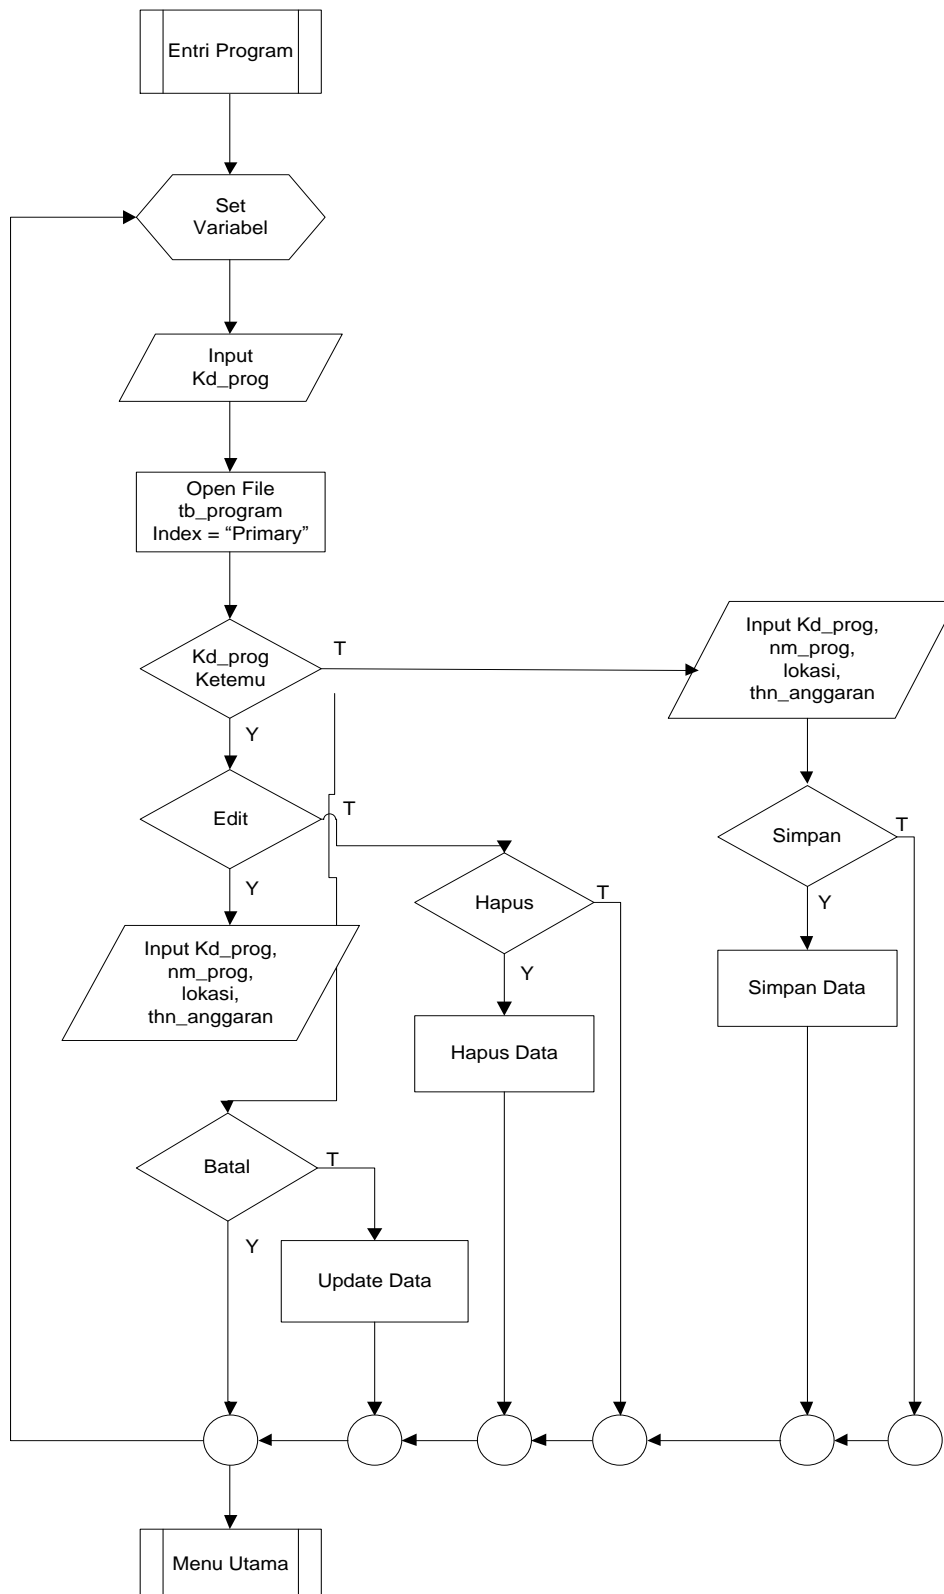 Entri Program
Set
Variabel
Input
Kd_prog
Open File
tb_program
Index = “Primary”
Kd_prog
Ketemu
T
Y
Input Kd_prog,
nm_prog,
lokasi,
thn_anggaran
Edit
T
Y
Simpan
T
Y
Hapus
T
Y
Input Kd_prog,
nm_prog,
lokasi,
thn_anggaran
Simpan Data
Hapus Data
Batal
T
Y
Update Data
Menu Utama